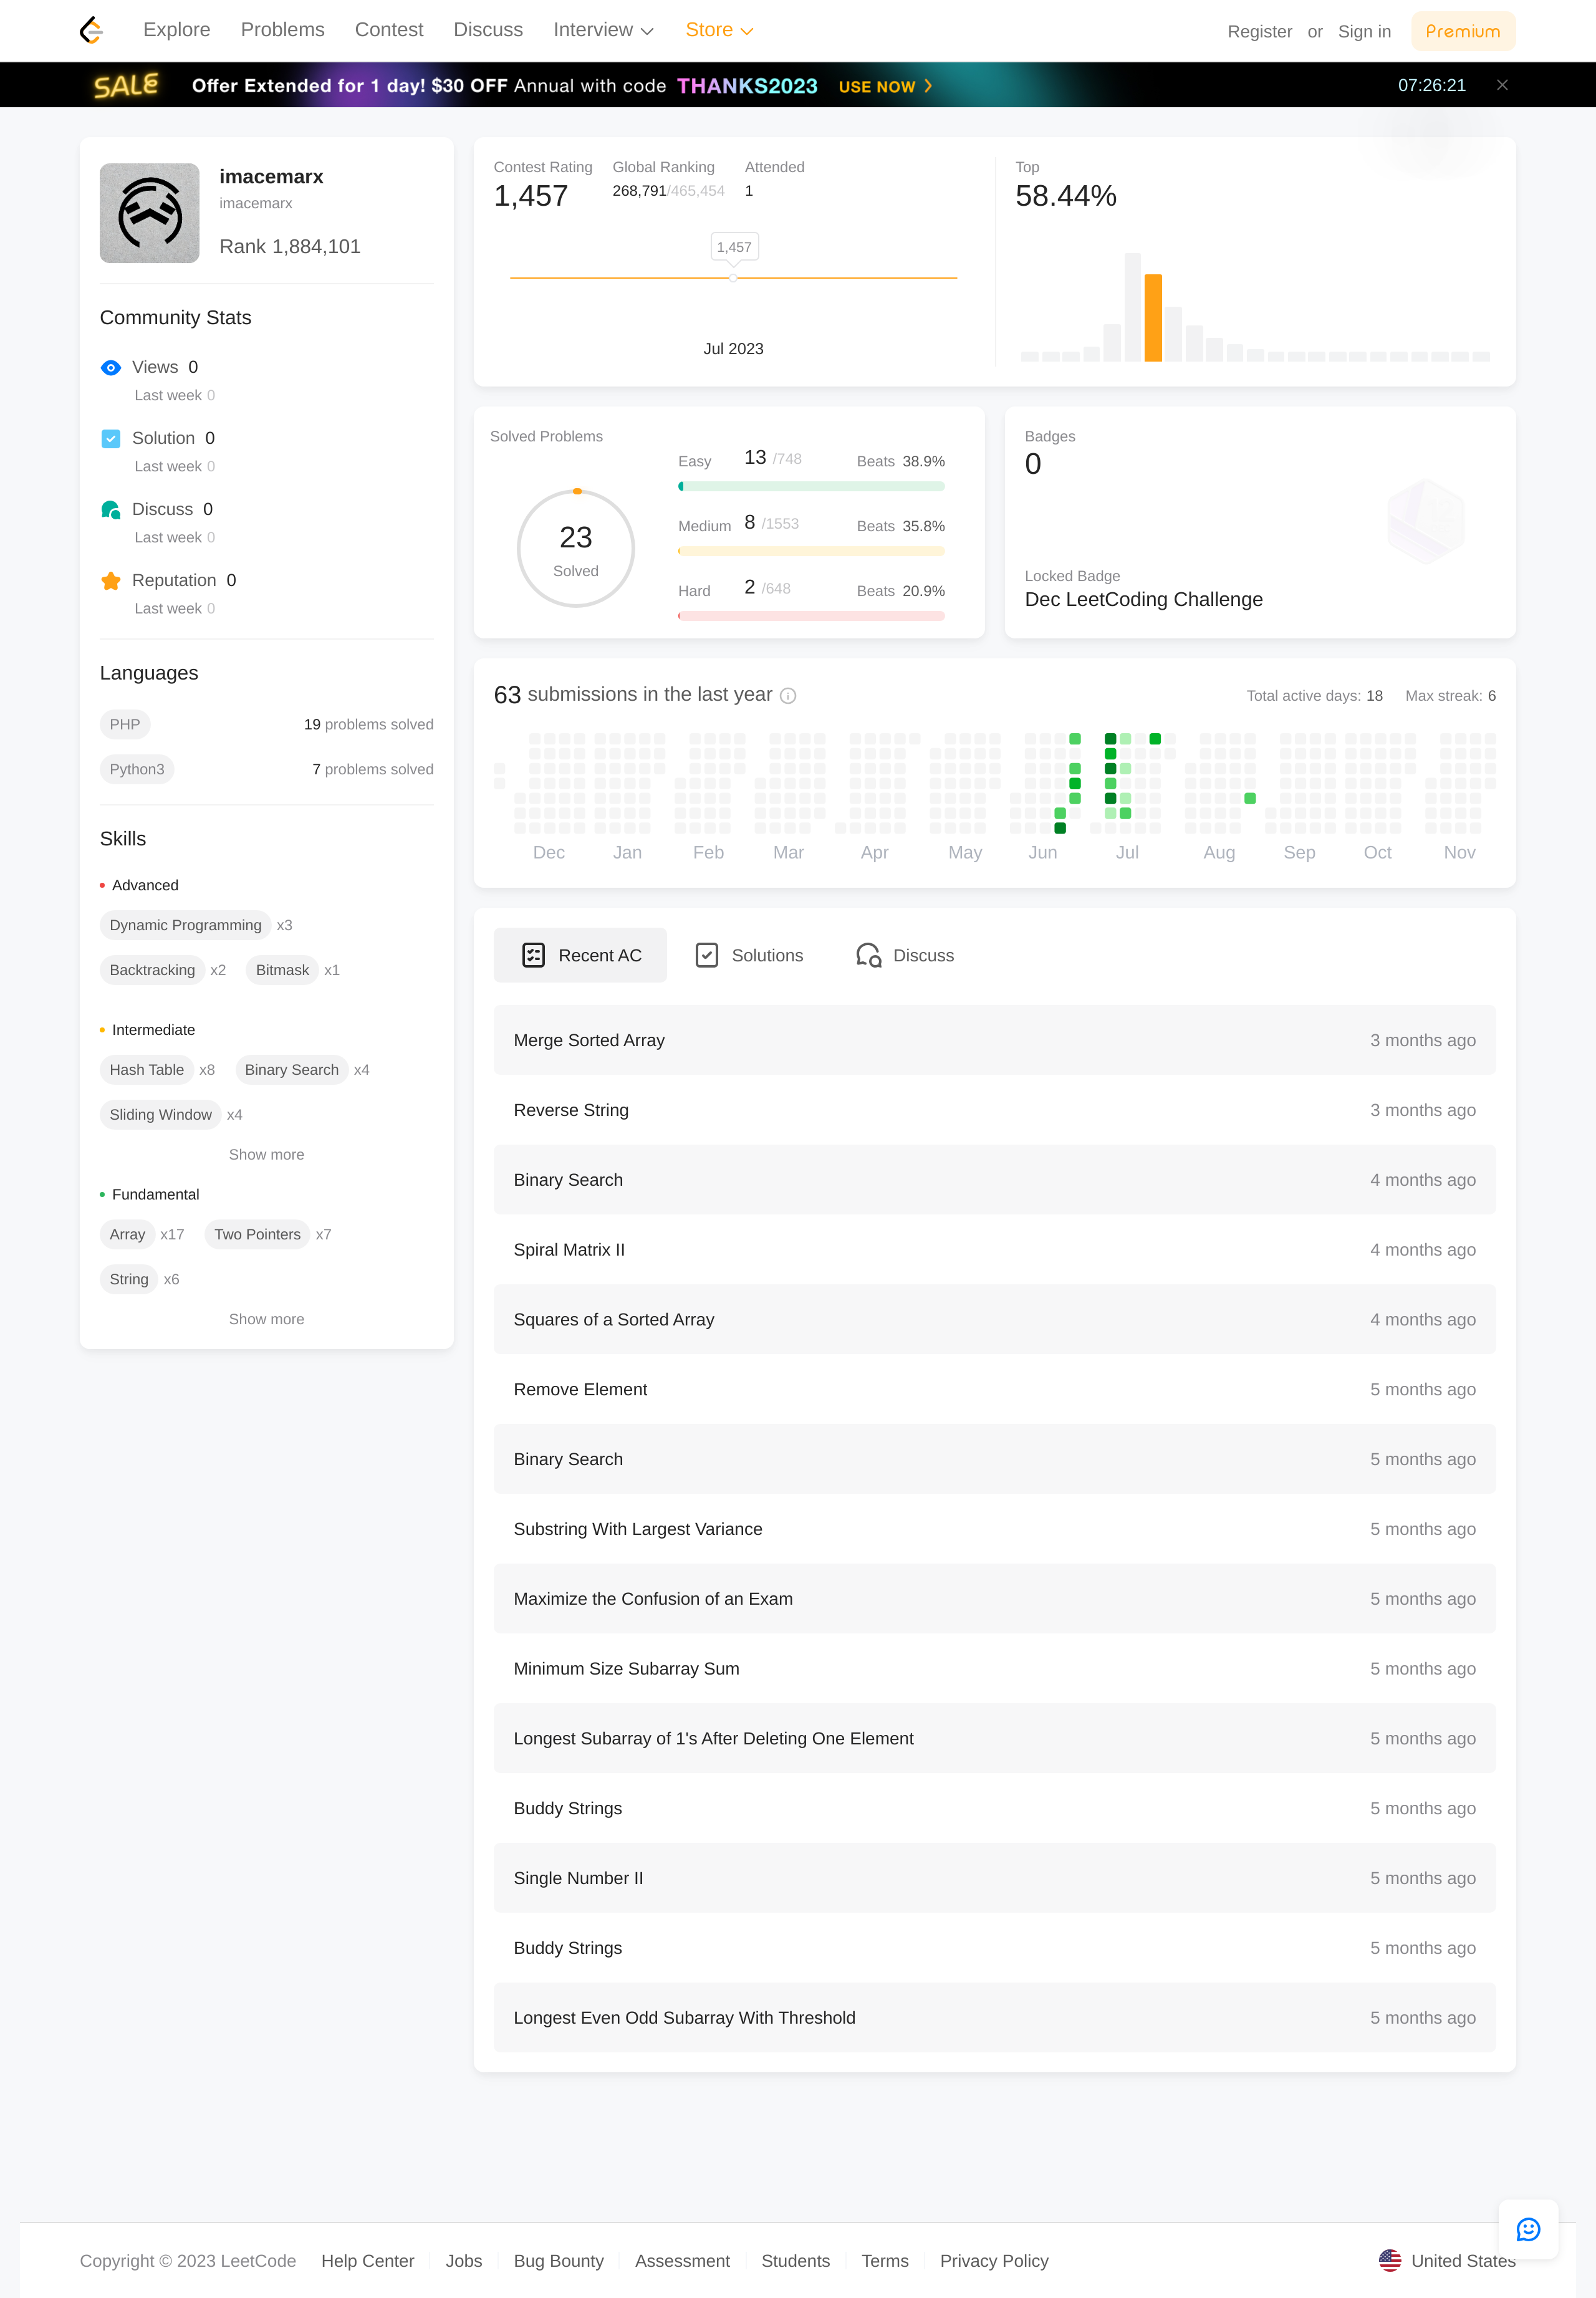 Explore Problems Contest Discuss Interview Store Register or Sign in Premium
SALE Offer Extended for 1 day! $30 OFF Annual with code THANKS2023 USE NOW 07:26:21
imacemarx
imacemarx
Rank 1,884,101
Community Stats
Views 0
Last week 0
Solution 0
Last week 0
Discuss 0
Last week 0
Reputation 0
Last week 0
Languages
PHP 19 problems solved
Python3 7 problems solved
Skills
Advanced
Dynamic Programming x3
Backtracking x2 Bitmask x1
Intermediate
Hash Table x8 Binary Search x4
Sliding Window x4
Show more
Fundamental
Array x17 Two Pointers x7
String x6
Show more
Contest Rating Global Ranking Attended
1,457 268,791/465,454 1
1,457
Jul 2023
Top
58.44%
Solved Problems
23
Solved
Easy 13 /748 Beats 38.9%
Medium 8 /1553 Beats 35.8%
Hard 2 /648 Beats 20.9%
Badges
0
Locked Badge
Dec LeetCoding Challenge
63 submissions in the last year Total active days: 18 Max streak: 6
Dec Jan Feb Mar Apr May Jun Jul Aug Sep Oct Nov
Recent AC Solutions Discuss
Merge Sorted Array 3 months ago
Reverse String 3 months ago
Binary Search 4 months ago
Spiral Matrix II 4 months ago
Squares of a Sorted Array 4 months ago
Remove Element 5 months ago
Binary Search 5 months ago
Substring With Largest Variance 5 months ago
Maximize the Confusion of an Exam 5 months ago
Minimum Size Subarray Sum 5 months ago
Longest Subarray of 1's After Deleting One Element 5 months ago
Buddy Strings 5 months ago
Single Number II 5 months ago
Buddy Strings 5 months ago
Longest Even Odd Subarray With Threshold 5 months ago
Copyright © 2023 LeetCode Help Center Jobs Bug Bounty Assessment Students Terms Privacy Policy United States